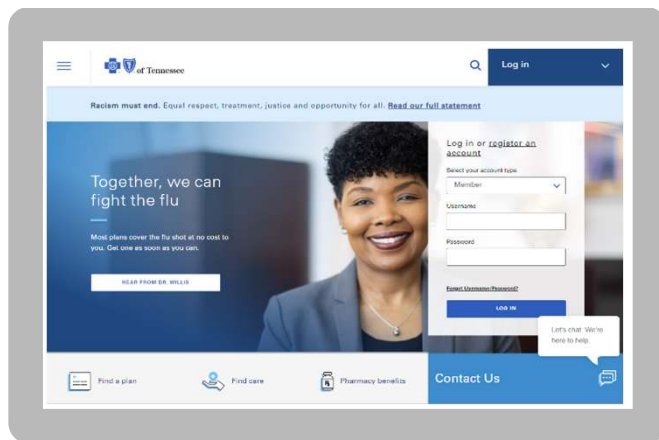 of Tennessee
Log in
Racism must end. Equal respect, treatment, justice and opportunity for all. Read our full statement
Together, we can
fight the flu
Most plans cover the flu shot at no cost to
you. Get one as soon as you can.
HEAR FROM DR. WILLIS
Log in or register an
account
Select your account type
Member
Username
Password
Forgot Username/Password?
LOG IN
Let's chat. We're
here to help.
Find a plan
Find care
Pharmacy benefits
Contact Us